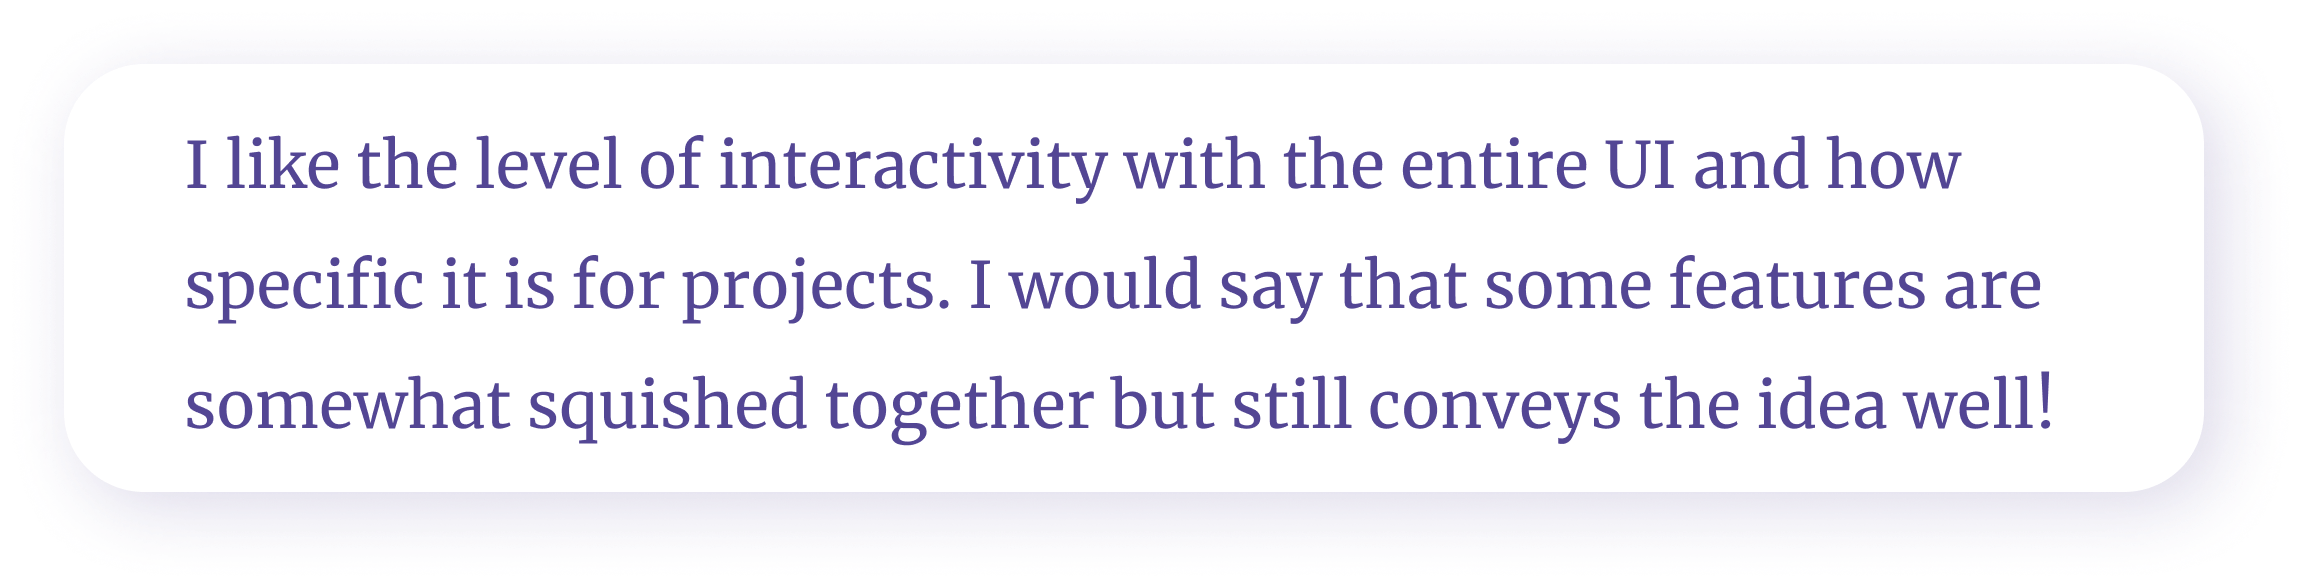 I like the level of interactivity with the entire UI and how
specific it is for projects. I would say that some features are
somewhat squished together but still conveys the idea well!